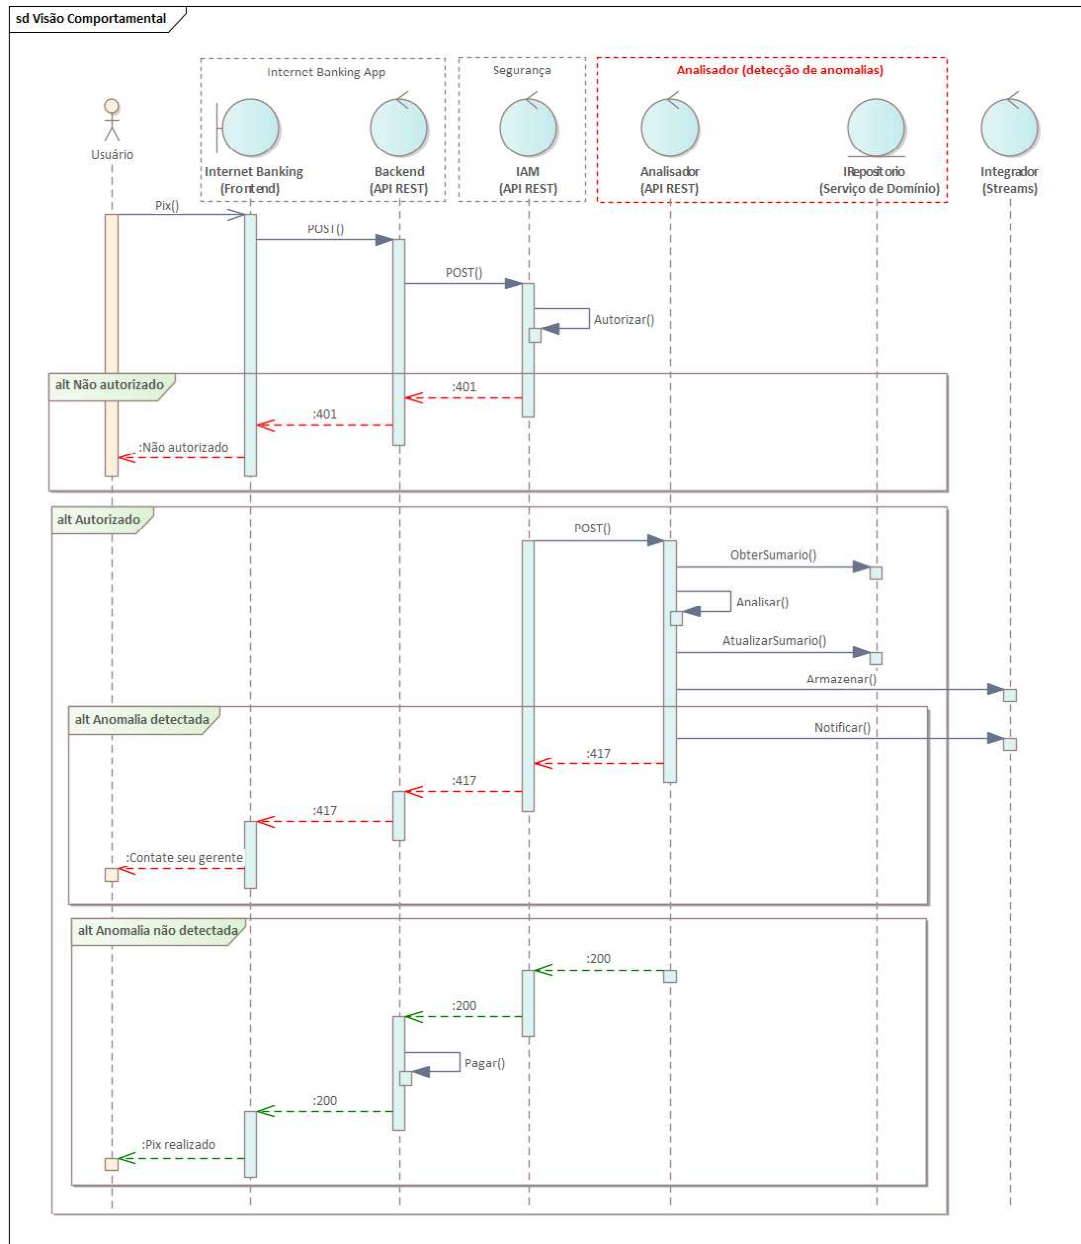 sd Visão Comportamental
Internet Banking App
Segurança
Analisador (detecção de anomalias)
Usuário
Internet Banking
(Frontend)
Backend
(API REST)
IAM
(API REST)
Analisador
(API REST)
IRepositorio
(Serviço de Domínio)
Integrador
(Streams)
Pix()
POST()
POST()
Autorizar()
alt Não autorizado
:401
:401
:Não autorizado
alt Autorizado
POST()
ObterSumario()
Analisar()
AtualizarSumario()
Armazenar()
alt Anomalia detectada
Notificar()
:417
:417
:417
:Contate seu gerente
alt Anomalia não detectada
:200
:200
Pagar()
:200
:Pix realizado